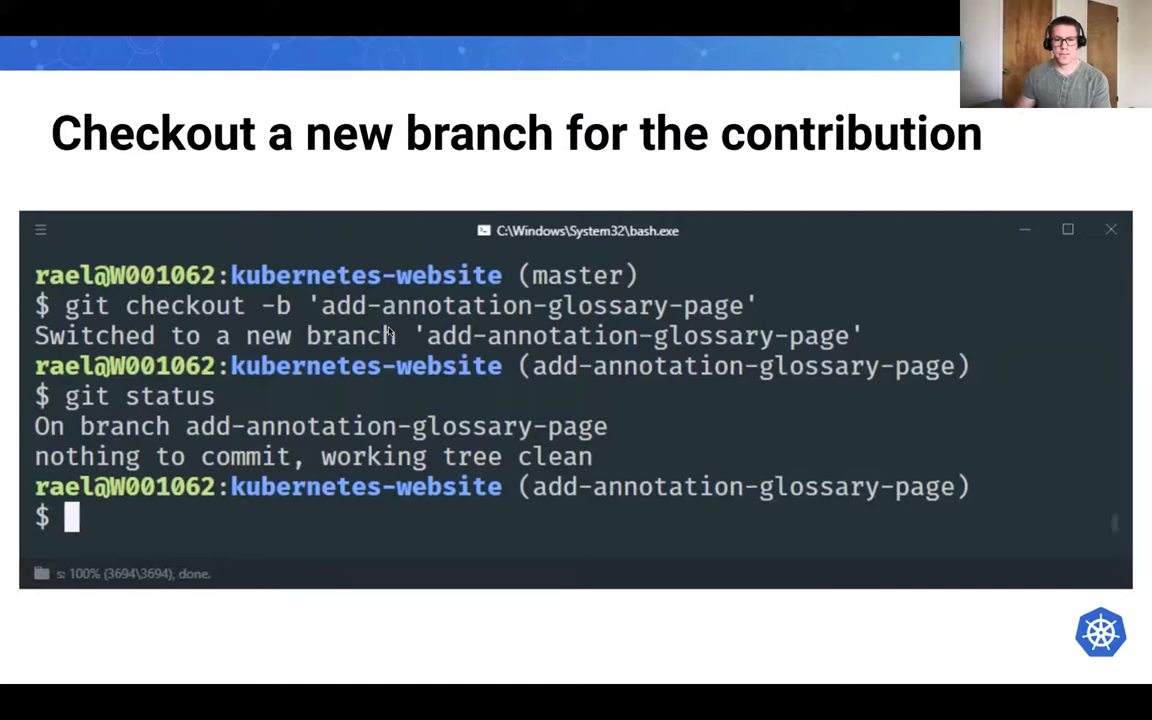 Checkout a new branch for the contribution
C:\Windows\System32\bash.exe
rael@W001062:kubernetes-website (master)
$ git checkout -b 'add-annotation-glossary-page'
Switched to a new branch 'add-annotation-glossary-page'
rael@W001062:kubernetes-website (add-annotation-glossary-page)
$ git status
On branch add-annotation-glossary-page
nothing to commit, working tree clean
rael@W001062:kubernetes-website (add-annotation-glossary-page)
$
s: 100% (3694\3694), done.